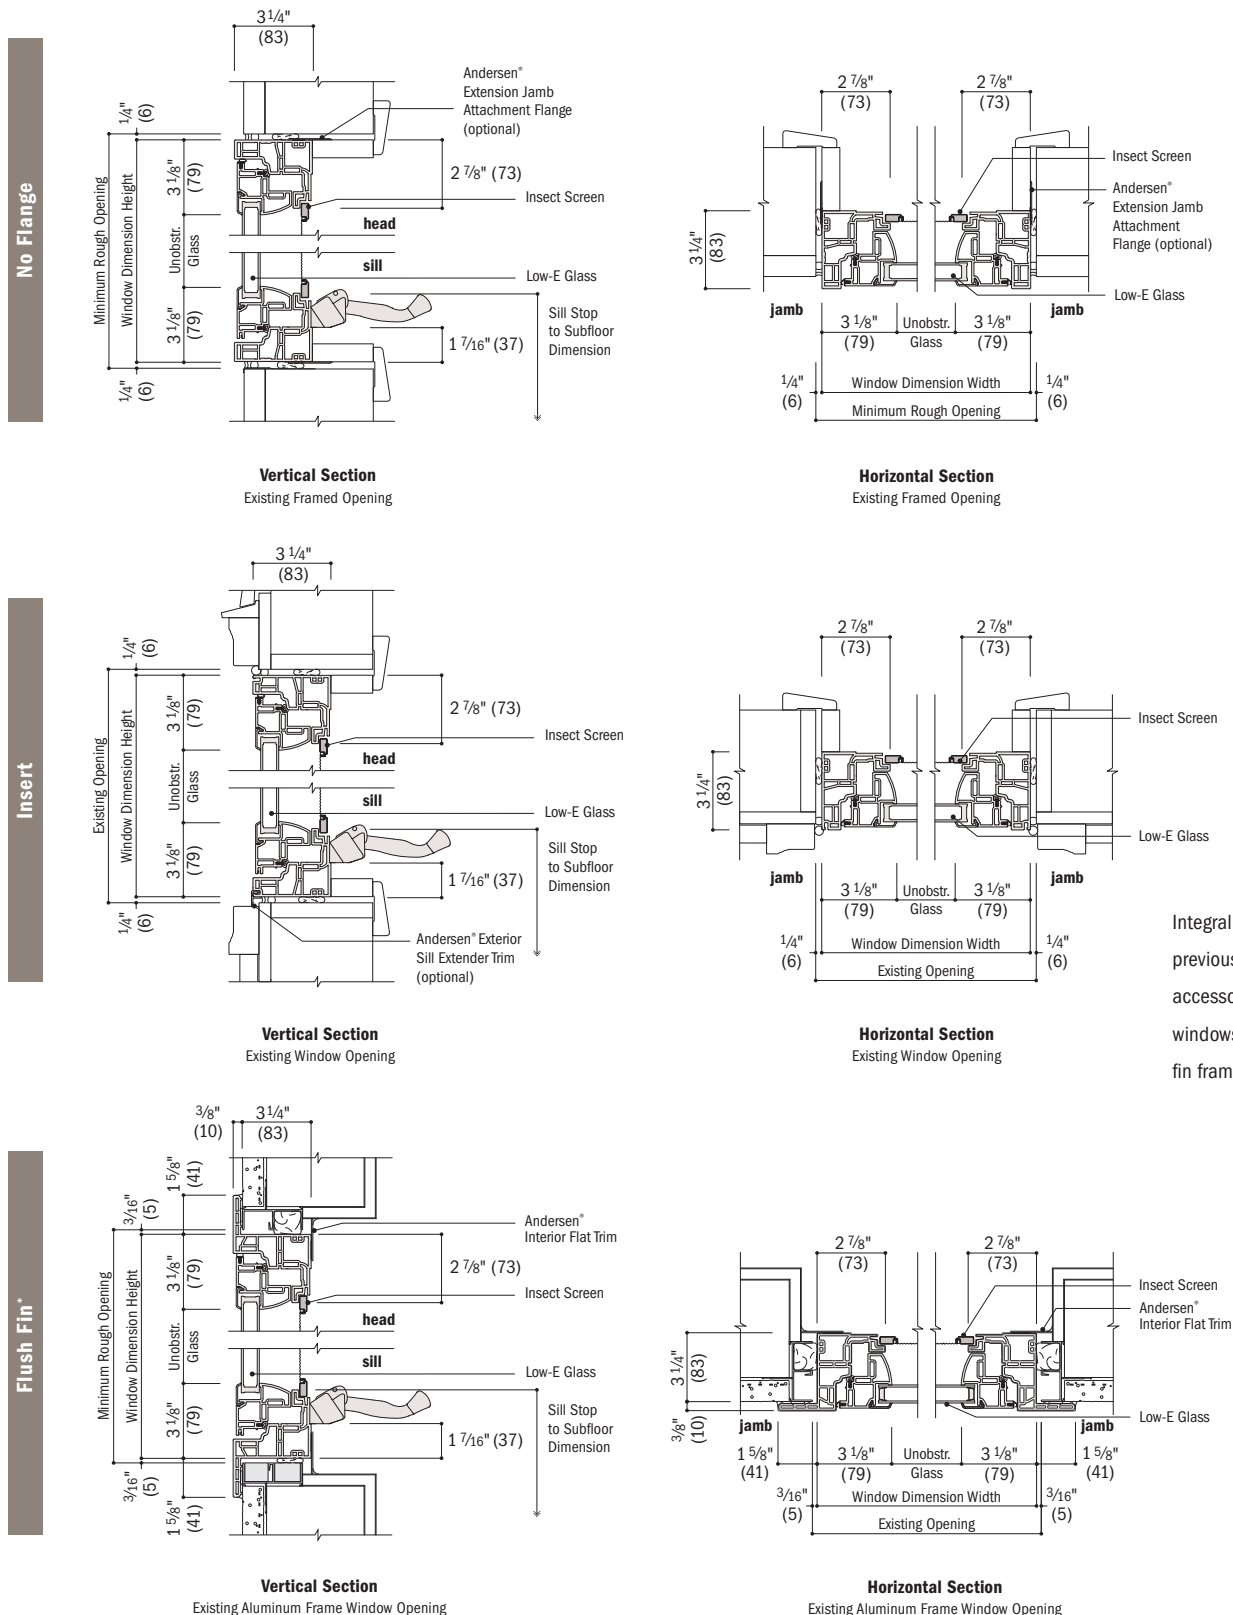 No Flange
3 1/4"
(83)
1/4"
(6)
Minimum Rough Opening
Window Dimension Height
3 1/8"
(79)
Unobstr.
Glass
3 1/8"
(79)
1/4"
(6)
Andersen®
Extension Jamb
Attachment Flange
(optional)
2 7/8" (73)
Insect Screen
head
sill
Low-E Glass
Sill Stop
to Subfloor
Dimension
1 7/16" (37)
Vertical Section
Existing Framed Opening
2 7/8"
(73)
2 7/8"
(73)
Insect Screen
Andersen®
Extension Jamb
Attachment
Flange (optional)
3 1/4"
(83)
Low-E Glass
jamb
jamb
3 1/8"
(79)
Unobstr.
Glass
3 1/8"
(79)
1/4"
(6)
Window Dimension Width
1/4"
(6)
Minimum Rough Opening
Horizontal Section
Existing Framed Opening
Insert
3 1/4"
(83)
1/4"
(6)
Existing Opening
Window Dimension Height
3 1/8"
(79)
Unobstr.
Glass
3 1/8"
(79)
1/4"
(6)
2 7/8" (73)
Insect Screen
head
sill
Low-E Glass
Sill Stop
to Subfloor
Dimension
1 7/16" (37)
Andersen® Exterior
Sill Extender Trim
(optional)
Vertical Section
Existing Window Opening
2 7/8"
(73)
2 7/8"
(73)
Insect Screen
3 1/4"
(83)
Low-E Glass
jamb
jamb
3 1/8"
(79)
Unobstr.
Glass
3 1/8"
(79)
1/4"
(6)
Window Dimension Width
1/4"
(6)
Existing Opening
Horizontal Section
Existing Window Opening
Integral
previous
accesso
windows
fin fram
Flush Fin*
3/8"
(10)
3 1/4"
(83)
1 5/8"
(41)
3/16"
(5)
Minimum Rough Opening
Window Dimension Height
3 1/8"
(79)
Unobstr.
Glass
3 1/8"
(79)
3/16"
(5)
1 5/8"
(41)
Andersen®
Interior Flat Trim
2 7/8" (73)
Insect Screen
head
sill
Low-E Glass
Sill Stop
to Subfloor
Dimension
1 7/16" (37)
Vertical Section
Existing Aluminum Frame Window Opening
2 7/8"
(73)
2 7/8"
(73)
Insect Screen
Andersen®
Interior Flat Trim
3 1/4"
(83)
3/8"
(10)
Low-E Glass
jamb
jamb
1 5/8"
(41)
3 1/8"
(79)
Unobstr.
Glass
3 1/8"
(79)
1 5/8"
(41)
3/16"
(5)
Window Dimension Width
3/16"
(5)
Existing Opening
Horizontal Section
Existing Aluminum Frame Window Opening